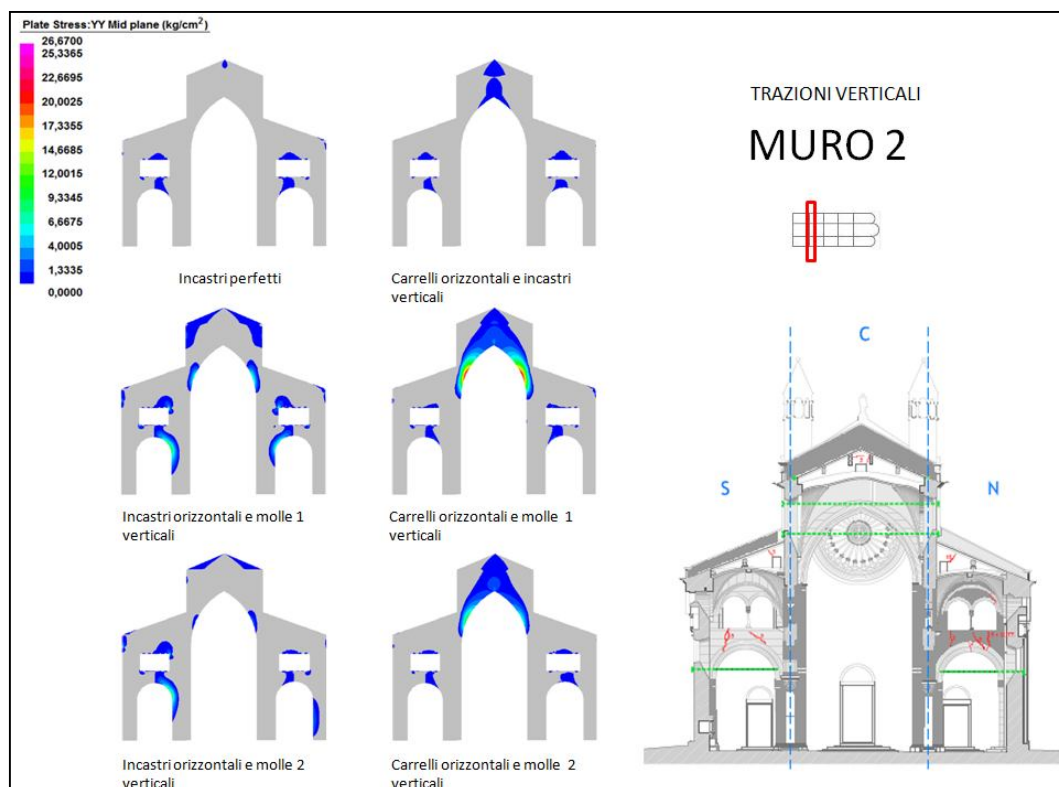 Plate Stress:YY Mid plane (kg/cm²)
26,6700
25,3365
22,6695
20,0025
17,3355
14,6685
12,0015
9,3345
6,6675
4,0005
1,3335
0,0000
Incastri perfetti
Carrelli orizzontali e incastri
verticali
Incastri orizzontali e molle 1
verticali
Carrelli orizzontali e molle 1
verticali
Incastri orizzontali e molle 2
verticali
Carrelli orizzontali e molle 2
verticali
TRAZIONI VERTICALI
MURO 2
C
S
N